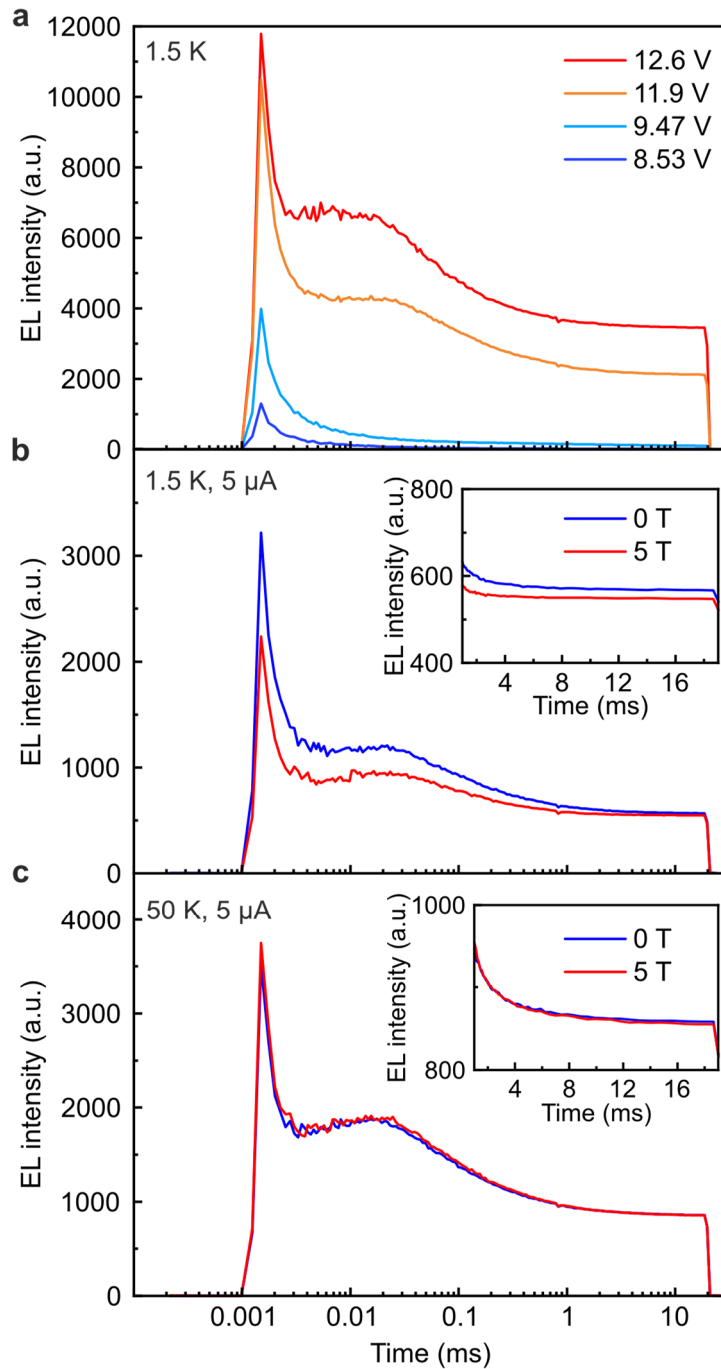 a
1.5 K
12.6 V
11.9 V
9.47 V
8.53 V
12000
10000
8000
6000
4000
2000
0
EL intensity (a.u.)
b
1.5 K, 5 µA
3000
2000
1000
0
EL intensity (a.u.)
800
600
400
EL intensity (a.u.)
0 T
5 T
4 8 12 16
Time (ms)
c
50 K, 5 µA
4000
3000
2000
1000
0
EL intensity (a.u.)
1000
800
EL intensity (a.u.)
0 T
5 T
4 8 12 16
Time (ms)
0.001 0.01 0.1 1 10
Time (ms)